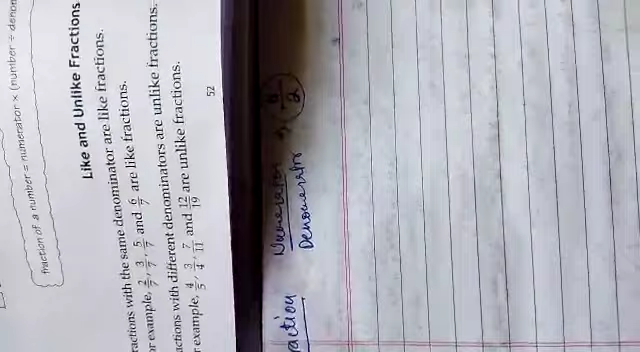 fraction of a number = numerator × (number ÷ denom
Like and Unlike Fractions
ractions with the same denominator are like fractions.
or example, 2/7, 3/7, 5/7 and 6/7 are like fractions.
actions with different denominators are unlike fractions.
r example, 4/5, 3/4, 7/11 and 12/19 are unlike fractions.
52
raction Numerator
Denominator
2